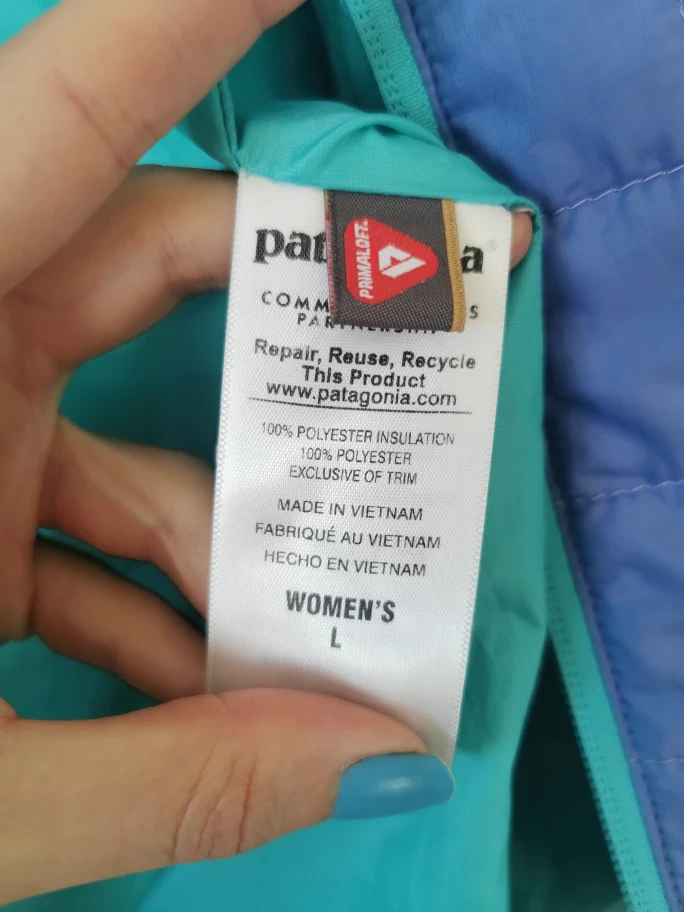 PRIMALOFT
Repair, Reuse, Recycle
This Product
www.patagonia.com
100% POLYESTER INSULATION
100% POLYESTER
EXCLUSIVE OF TRIM
MADE IN VIETNAM
FABRIQUÉ AU VIETNAM
HECHO EN VIETNAM
WOMEN'S
L